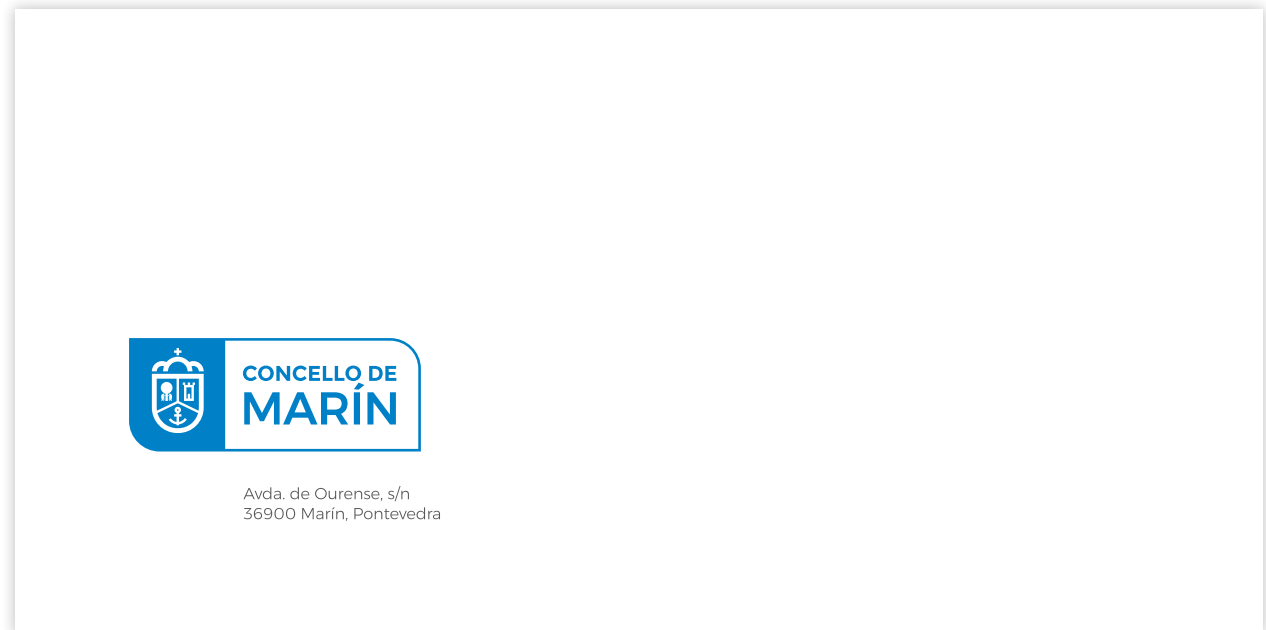 CONCELLO DE
MARÍN
Avda. de Ourense, s/n
36900 Marín, Pontevedra